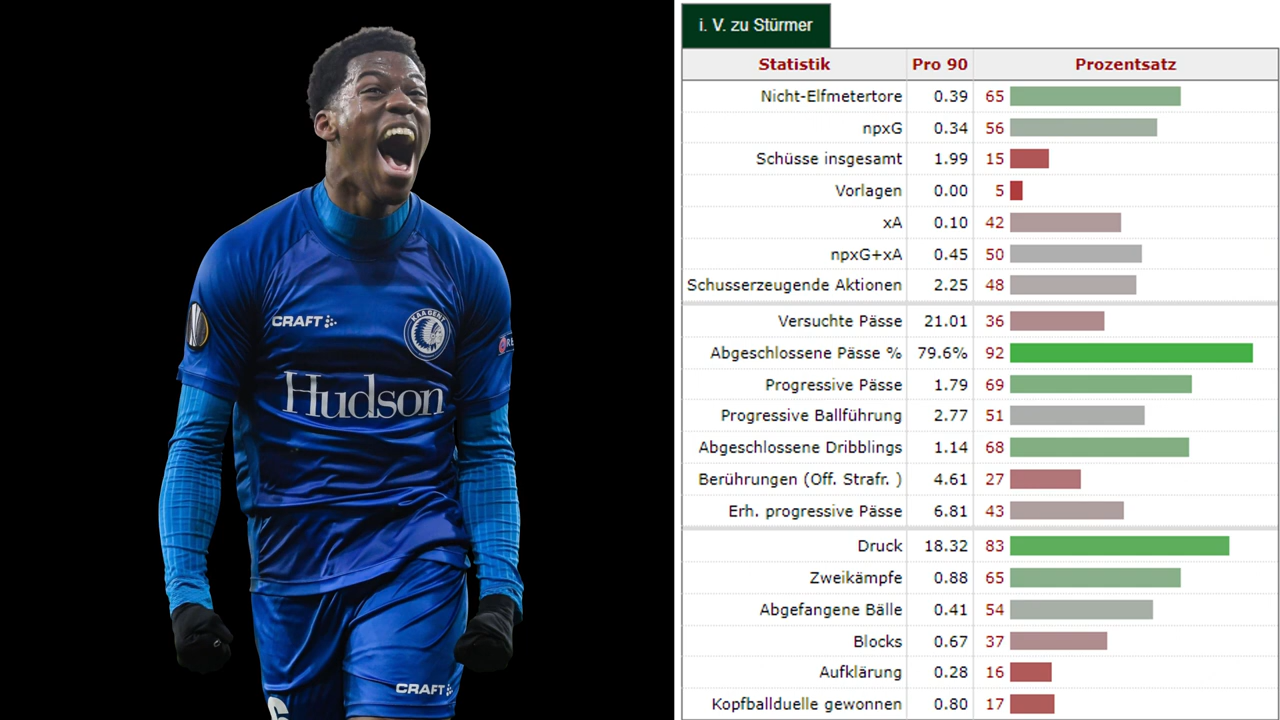 CRAFT
KAA GENT
Hudson
CRAFT
6
i. V. zu Stürmer
Statistik Pro 90 Prozentsatz
Nicht-Elfmetertore 0.39 65
npxG 0.34 56
Schüsse insgesamt 1.99 15
Vorlagen 0.00 5
xA 0.10 42
npxG+xA 0.45 50
Schusserzeugende Aktionen 2.25 48
Versuchte Pässe 21.01 36
Abgeschlossene Pässe % 79.6% 92
Progressive Pässe 1.79 69
Progressive Ballführung 2.77 51
Abgeschlossene Dribblings 1.14 68
Berührungen (Off. Strafr. ) 4.61 27
Erh. progressive Pässe 6.81 43
Druck 18.32 83
Zweikämpfe 0.88 65
Abgefangene Bälle 0.41 54
Blocks 0.67 37
Aufklärung 0.28 16
Kopfballduelle gewonnen 0.80 17